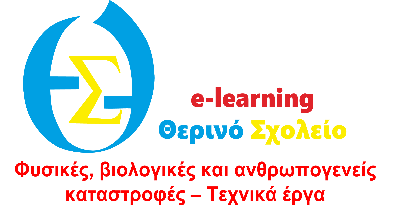 Σ
e-learning
Θερινό Σχολείο
Φυσικές, βιολογικές και ανθρωπογενείς
καταστροφές – Τεχνικά έργα